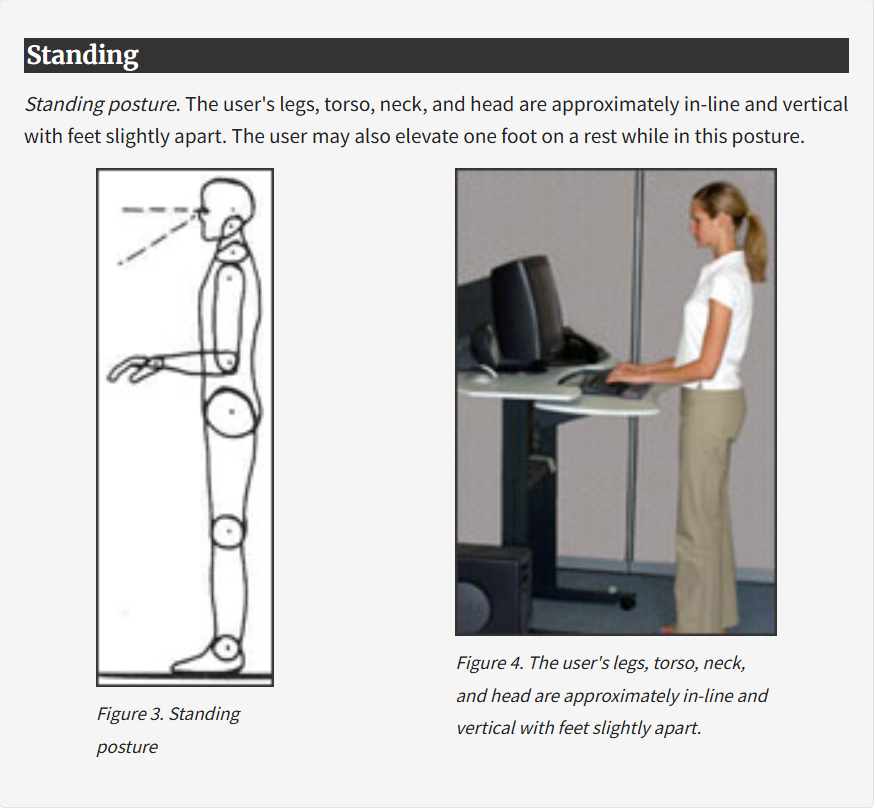 Standing
Standing posture. The user's legs, torso, neck, and head are approximately in-line and vertical
with feet slightly apart. The user may also elevate one foot on a rest while in this posture.
Figure 3. Standing
posture
Figure 4. The user's legs, torso, neck,
and head are approximately in-line and
vertical with feet slightly apart.